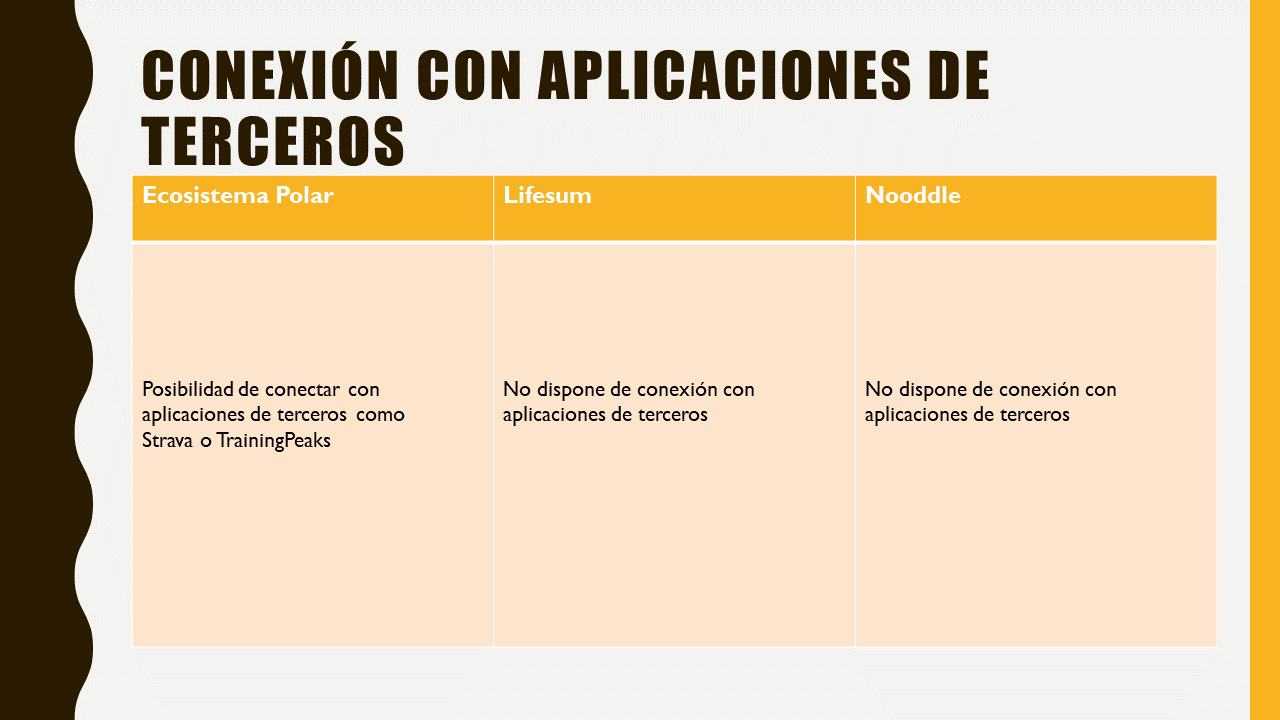 CONEXIÓN CON APLICACIONES DE
TERCEROS
Ecosistema Polar
Lifesum
Nooddle
Posibilidad de conectar con
aplicaciones de terceros como
Strava o TrainingPeaks
No dispone de conexión con
aplicaciones de terceros
No dispone de conexión con
aplicaciones de terceros